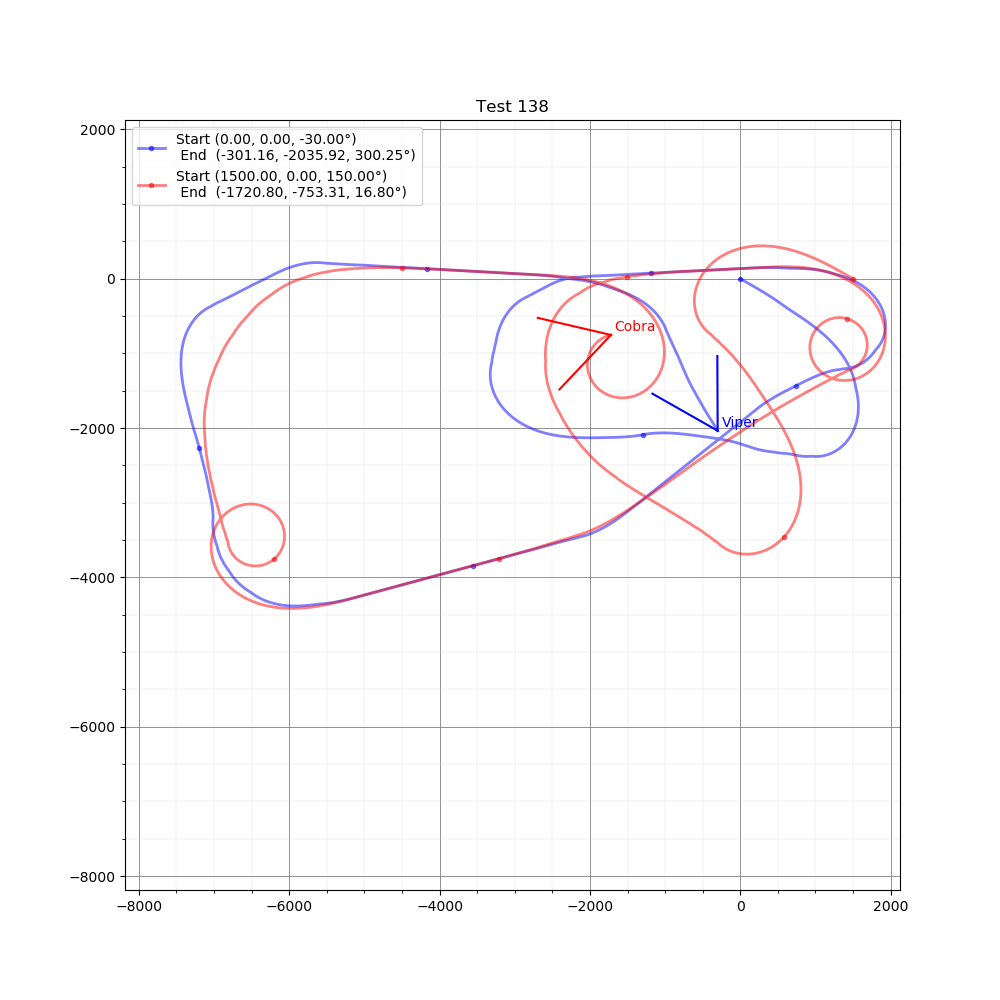 Test 138
Start (0.00, 0.00, -30.00°)
End  (-301.16, -2035.92, 300.25°)
Start (1500.00, 0.00, 150.00°)
End  (-1720.80, -753.31, 16.80°)
2000
0
−2000
−4000
−6000
−8000
Cobra
Viper
−8000
−6000
−4000
−2000
0
2000